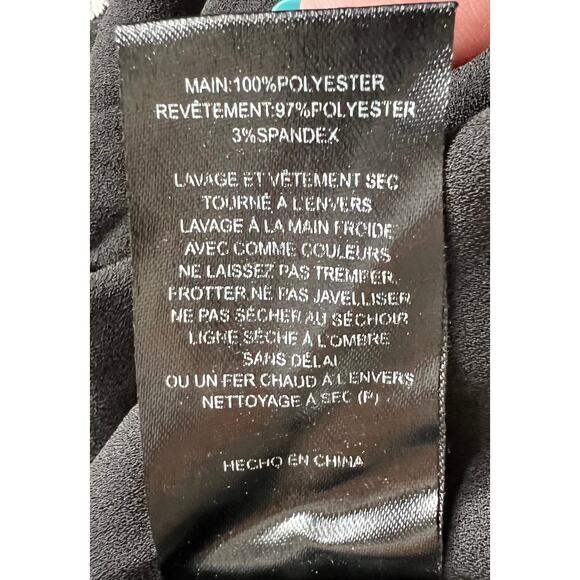 MAIN:100%POLYESTER
REVÊTEMENT:97%POLYESTER
3%SPANDEX
LAVAGE ET VÊTEMENT SEC
TOURNÉ À L'ENVERS
LAVAGE À LA MAIN FROIDE
AVEC COMME COULEURS
NE LAISSEZ PAS TREMPER,
FROTTER.NE PAS JAVELLISER
NE PAS SÉCHER AU SÉCHOIR
LIGNE SÈCHE À L'OMBRE
SANS DÉLAI
OU UN FER CHAUD A L'ENVERS
NETTOYAGE A SEC (P)
HECHO EN CHINA